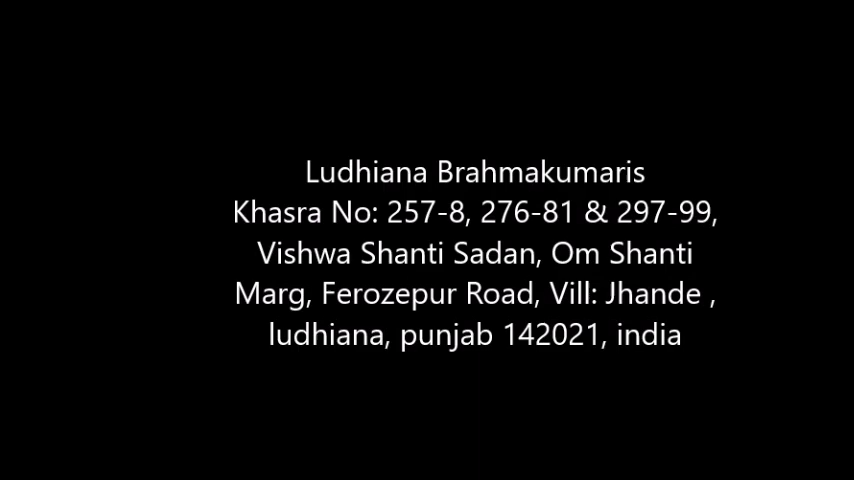 Ludhiana Brahmakumaris
Khasra No: 257-8, 276-81 & 297-99,
Vishwa Shanti Sadan, Om Shanti
Marg, Ferozepur Road, Vill: Jhande ,
ludhiana, punjab 142021, india